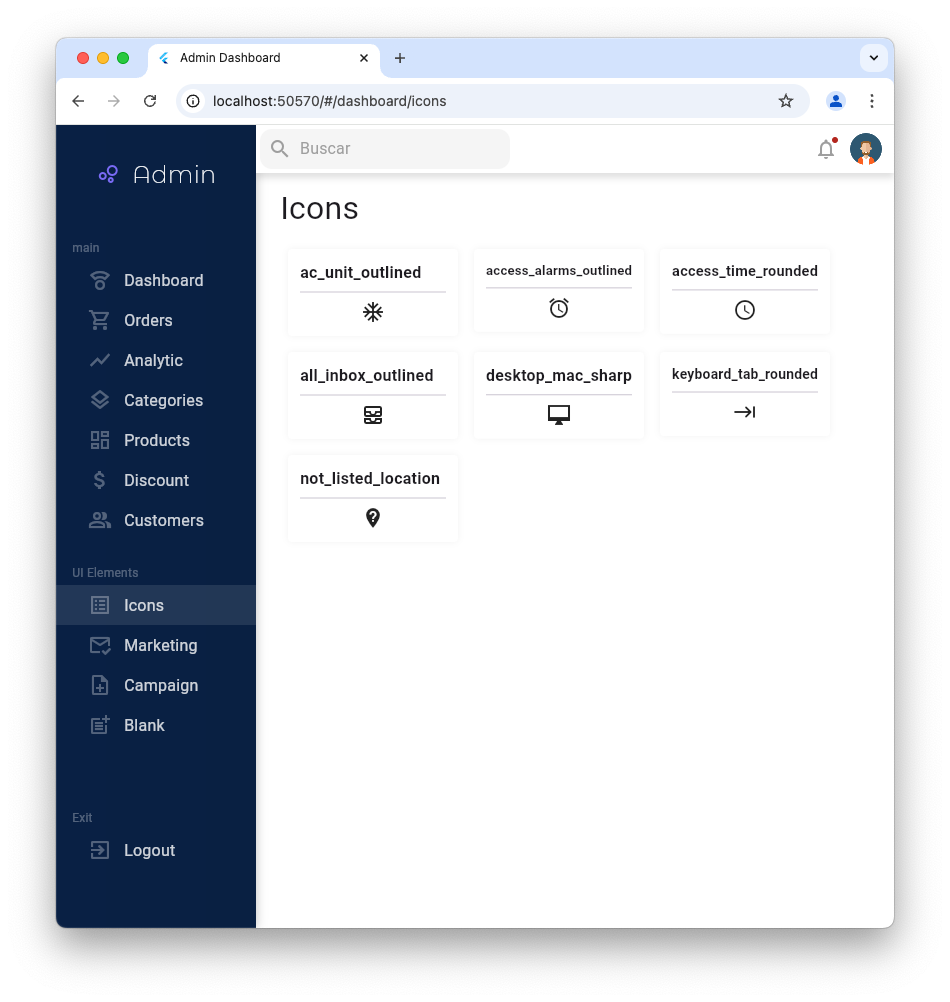 Admin Dashboard
localhost:50570/#/dashboard/icons
Admin
Buscar
main
Dashboard
Orders
Analytic
Categories
Products
Discount
Customers
UI Elements
Icons
Marketing
Campaign
Blank
Exit
Logout
Icons
ac_unit_outlined
access_alarms_outlined
access_time_rounded
all_inbox_outlined
desktop_mac_sharp
keyboard_tab_rounded
not_listed_location